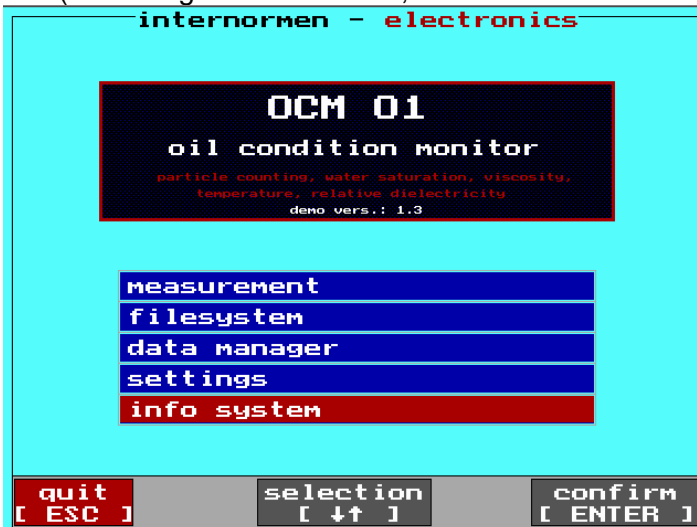 internormen - electronics
OCM 01
oil condition monitor
particle counting, water saturation, viscosity,
temperature, relative dielectricity
demo vers.: 1.3
measurement
filesystem
data manager
settings
info system
quit selection confirm
[ ESC ] [ ↓↑ ] [ ENTER ]